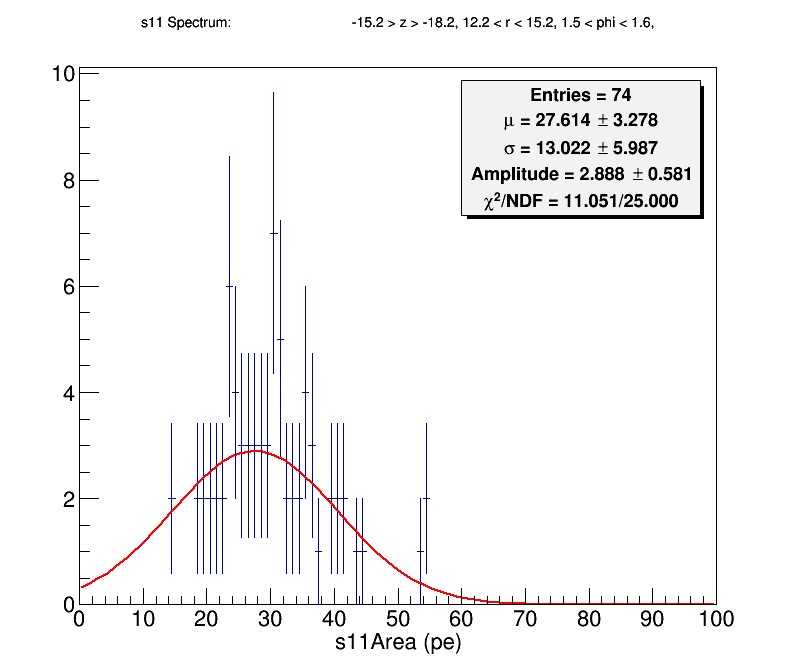 s11 Spectrum: -15.2 > z > -18.2, 12.2 < r < 15.2, 1.5 < phi < 1.6,
Entries = 74
μ = 27.614 ± 3.278
σ = 13.022 ± 5.987
Amplitude = 2.888 ± 0.581
χ²/NDF = 11.051/25.000
10
8
6
4
2
0
0 10 20 30 40 50 60 70 80 90 100
s11Area (pe)